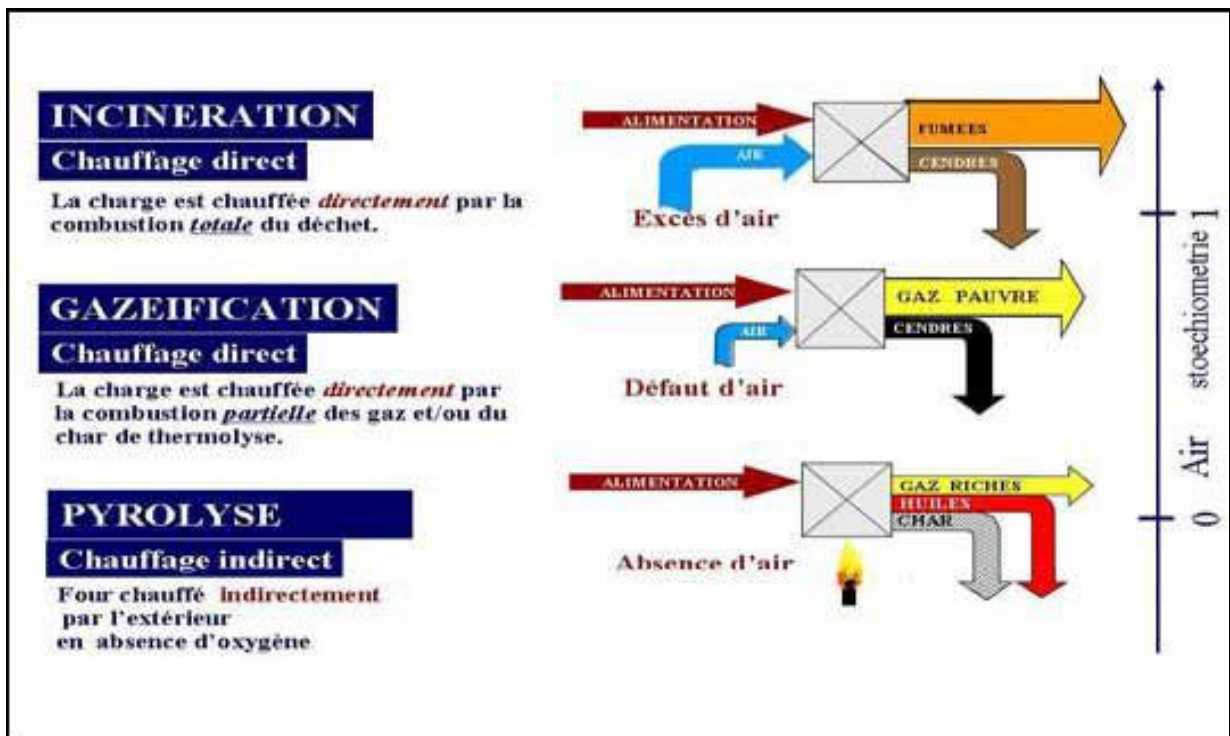 INCINERATION
Chauffage direct
La charge est chauffée directement par la
combustion totale du déchet.
ALIMENTATION
AIR
Excès d'air
FUMEES
CENDRES
GAZEIFICATION
Chauffage direct
La charge est chauffée directement par
la combustion partielle des gaz et/ou du
char de thermolyse.
ALIMENTATION
AIR
Défaut d'air
GAZ PAUVRE
CENDRES
PYROLYSE
Chauffage indirect
Four chauffé indirectement
par l'extérieur
en absence d'oxygène
ALIMENTATION
Absence d'air
GAZ RICHES
HUILES
CHAR
0 Air stoechiometrie 1